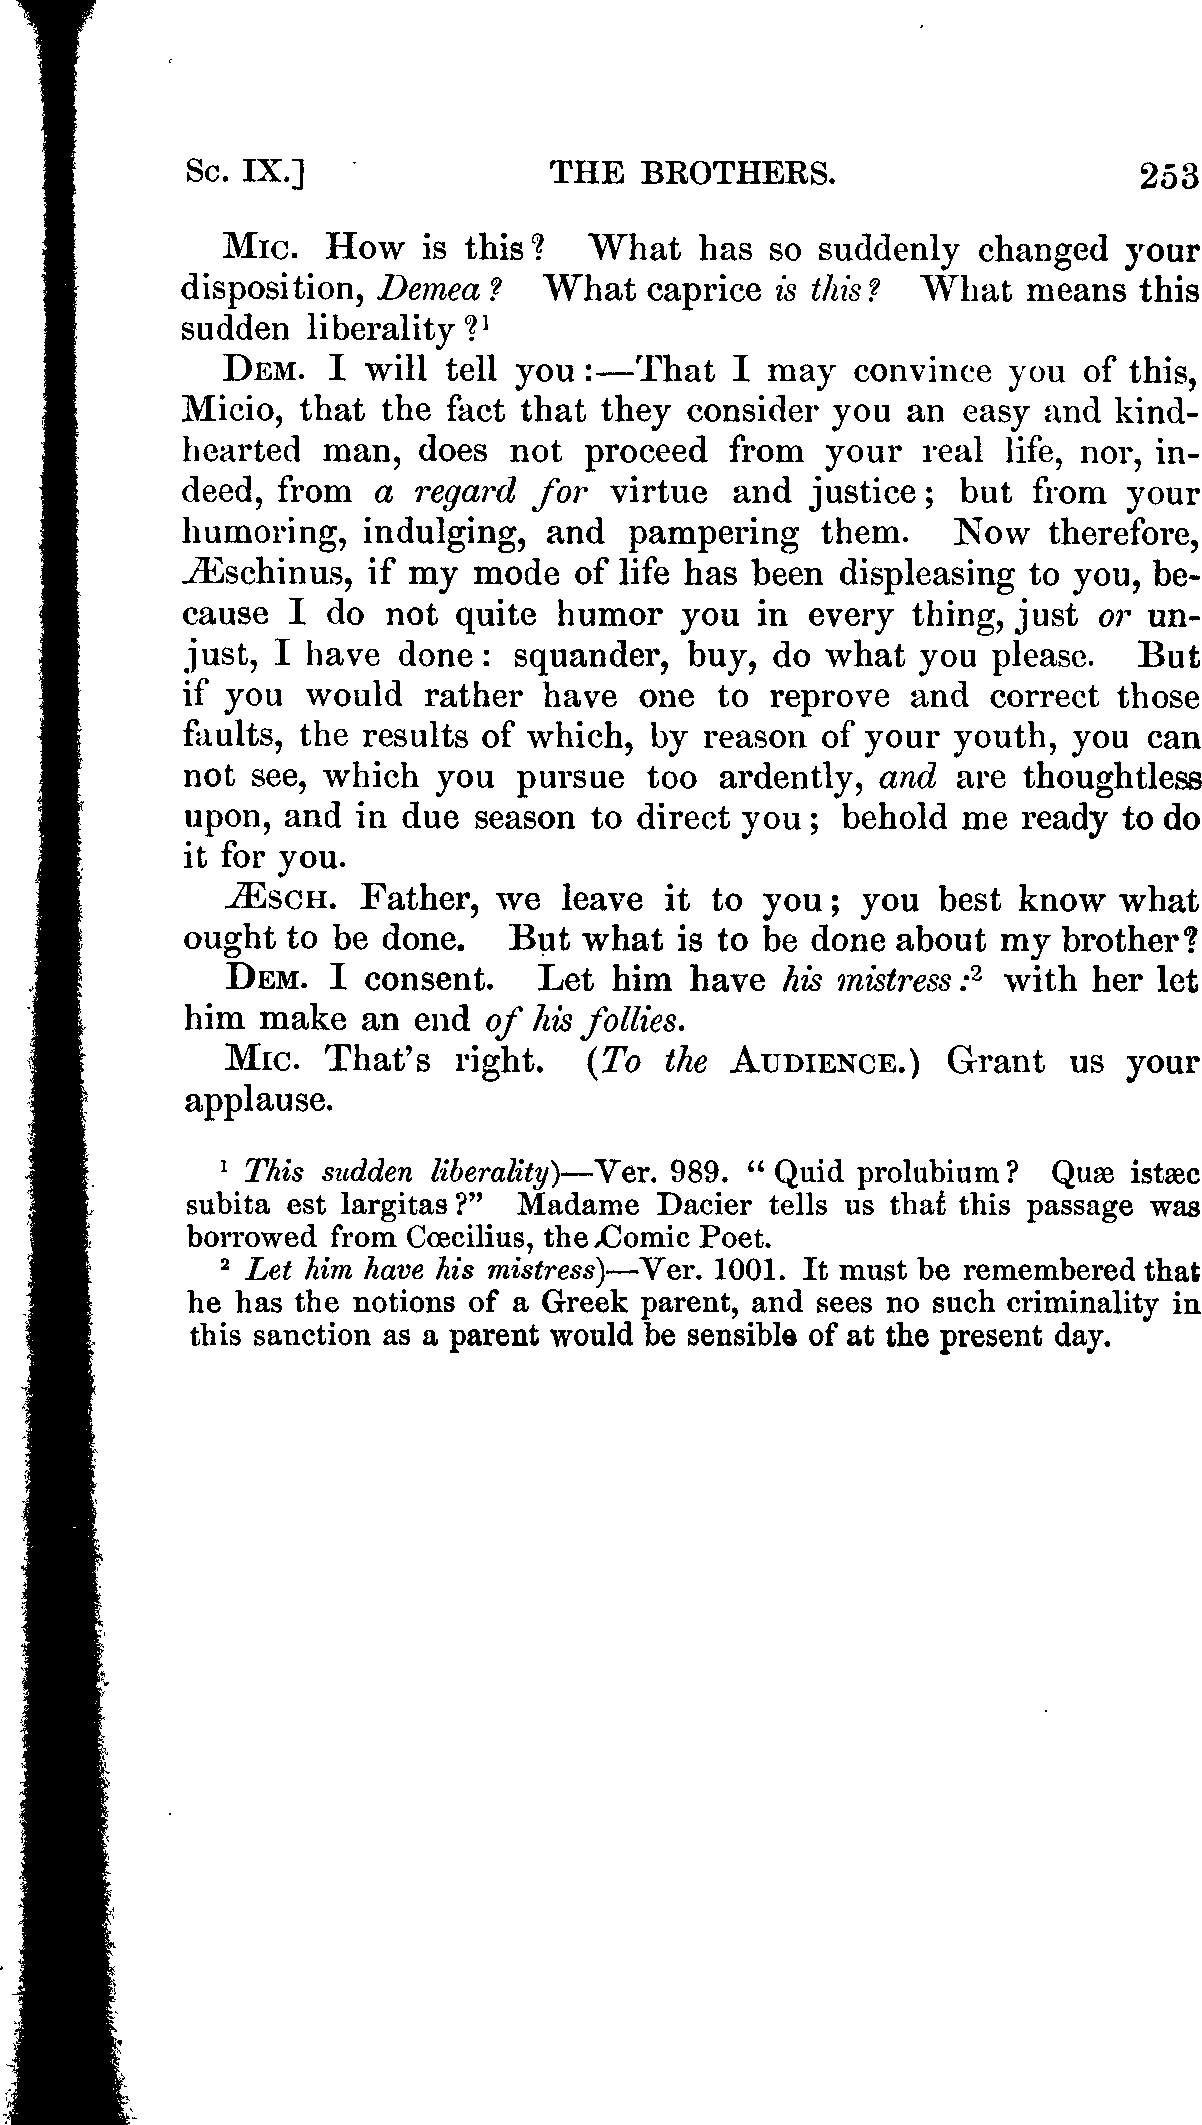 Sc. IX.] THE BROTHERS. 253
Mic. How is this? What has so suddenly changed your
disposition, Demea? What caprice is this? What means this
sudden liberality?¹
Dem. I will tell you:—That I may convince you of this,
Micio, that the fact that they consider you an easy and kind-
hearted man, does not proceed from your real life, nor, in-
deed, from a regard for virtue and justice; but from your
humoring, indulging, and pampering them. Now therefore,
Æschinus, if my mode of life has been displeasing to you, be-
cause I do not quite humor you in every thing, just or un-
just, I have done: squander, buy, do what you please. But
if you would rather have one to reprove and correct those
faults, the results of which, by reason of your youth, you can
not see, which you pursue too ardently, and are thoughtless
upon, and in due season to direct you; behold me ready to do
it for you.
Æsch. Father, we leave it to you; you best know what
ought to be done. But what is to be done about my brother?
Dem. I consent. Let him have his mistress:² with her let
him make an end of his follies.
Mic. That's right. (To the Audience.) Grant us your
applause.
¹ This sudden liberality)—Ver. 989. "Quid prolubium? Quæ istæc
subita est largitas?" Madame Dacier tells us that this passage was
borrowed from Cœcilius, the Comic Poet.
² Let him have his mistress)—Ver. 1001. It must be remembered that
he has the notions of a Greek parent, and sees no such criminality in
this sanction as a parent would be sensible of at the present day.